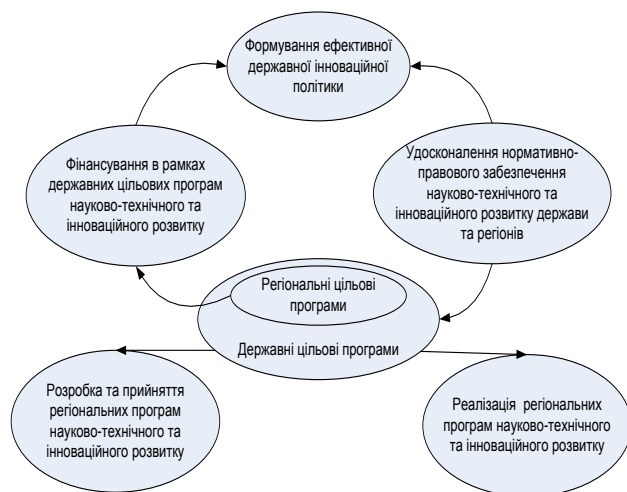 Формування ефективної
державної інноваційної
політики
Фінансування в рамках
державних цільових програм
науково-технічного та
інноваційного розвитку
Удосконалення нормативно-
правового забезпечення
науково-технічного та
інноваційного розвитку держави
та регіонів
Регіональні цільові
програми
Державні цільові програми
Розробка та прийняття
регіональних програм
науково-технічного та
інноваційного розвитку
Реалізація регіональних
програм науково-технічного
та інноваційного розвитку